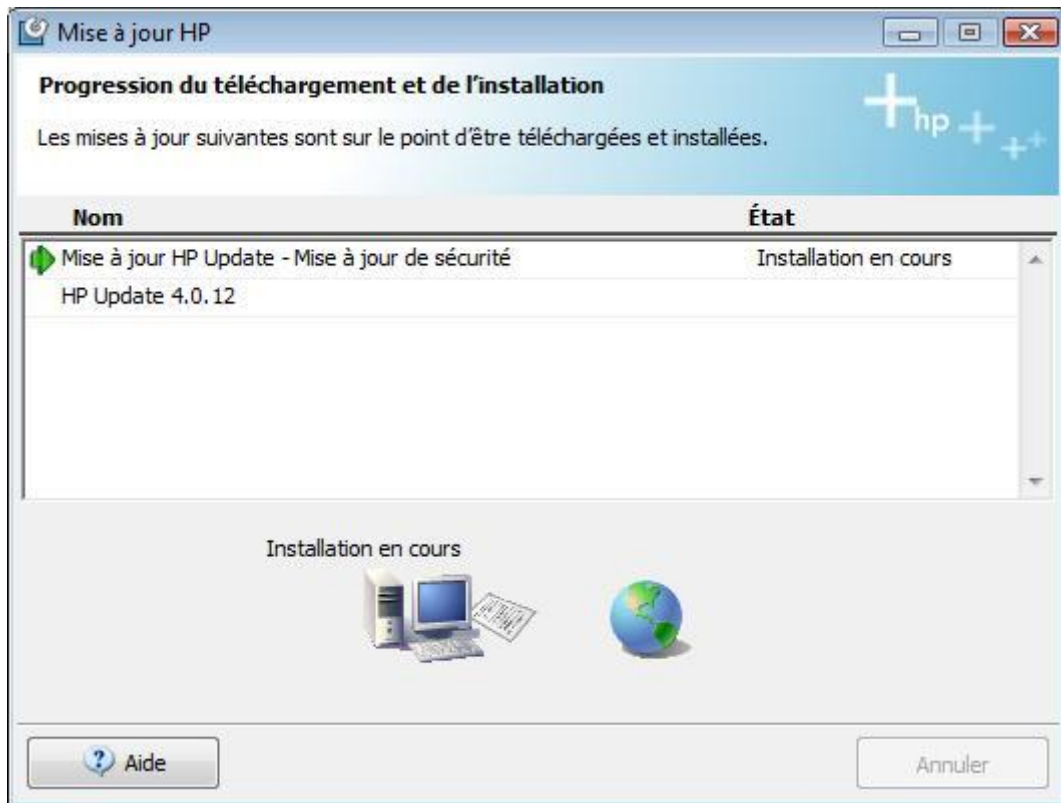 Mise à jour HP
Progression du téléchargement et de l'installation
Les mises à jour suivantes sont sur le point d'être téléchargées et installées.
hp
Nom État
Mise à jour HP Update - Mise à jour de sécurité Installation en cours
HP Update 4.0.12
Installation en cours
Aide Annuler